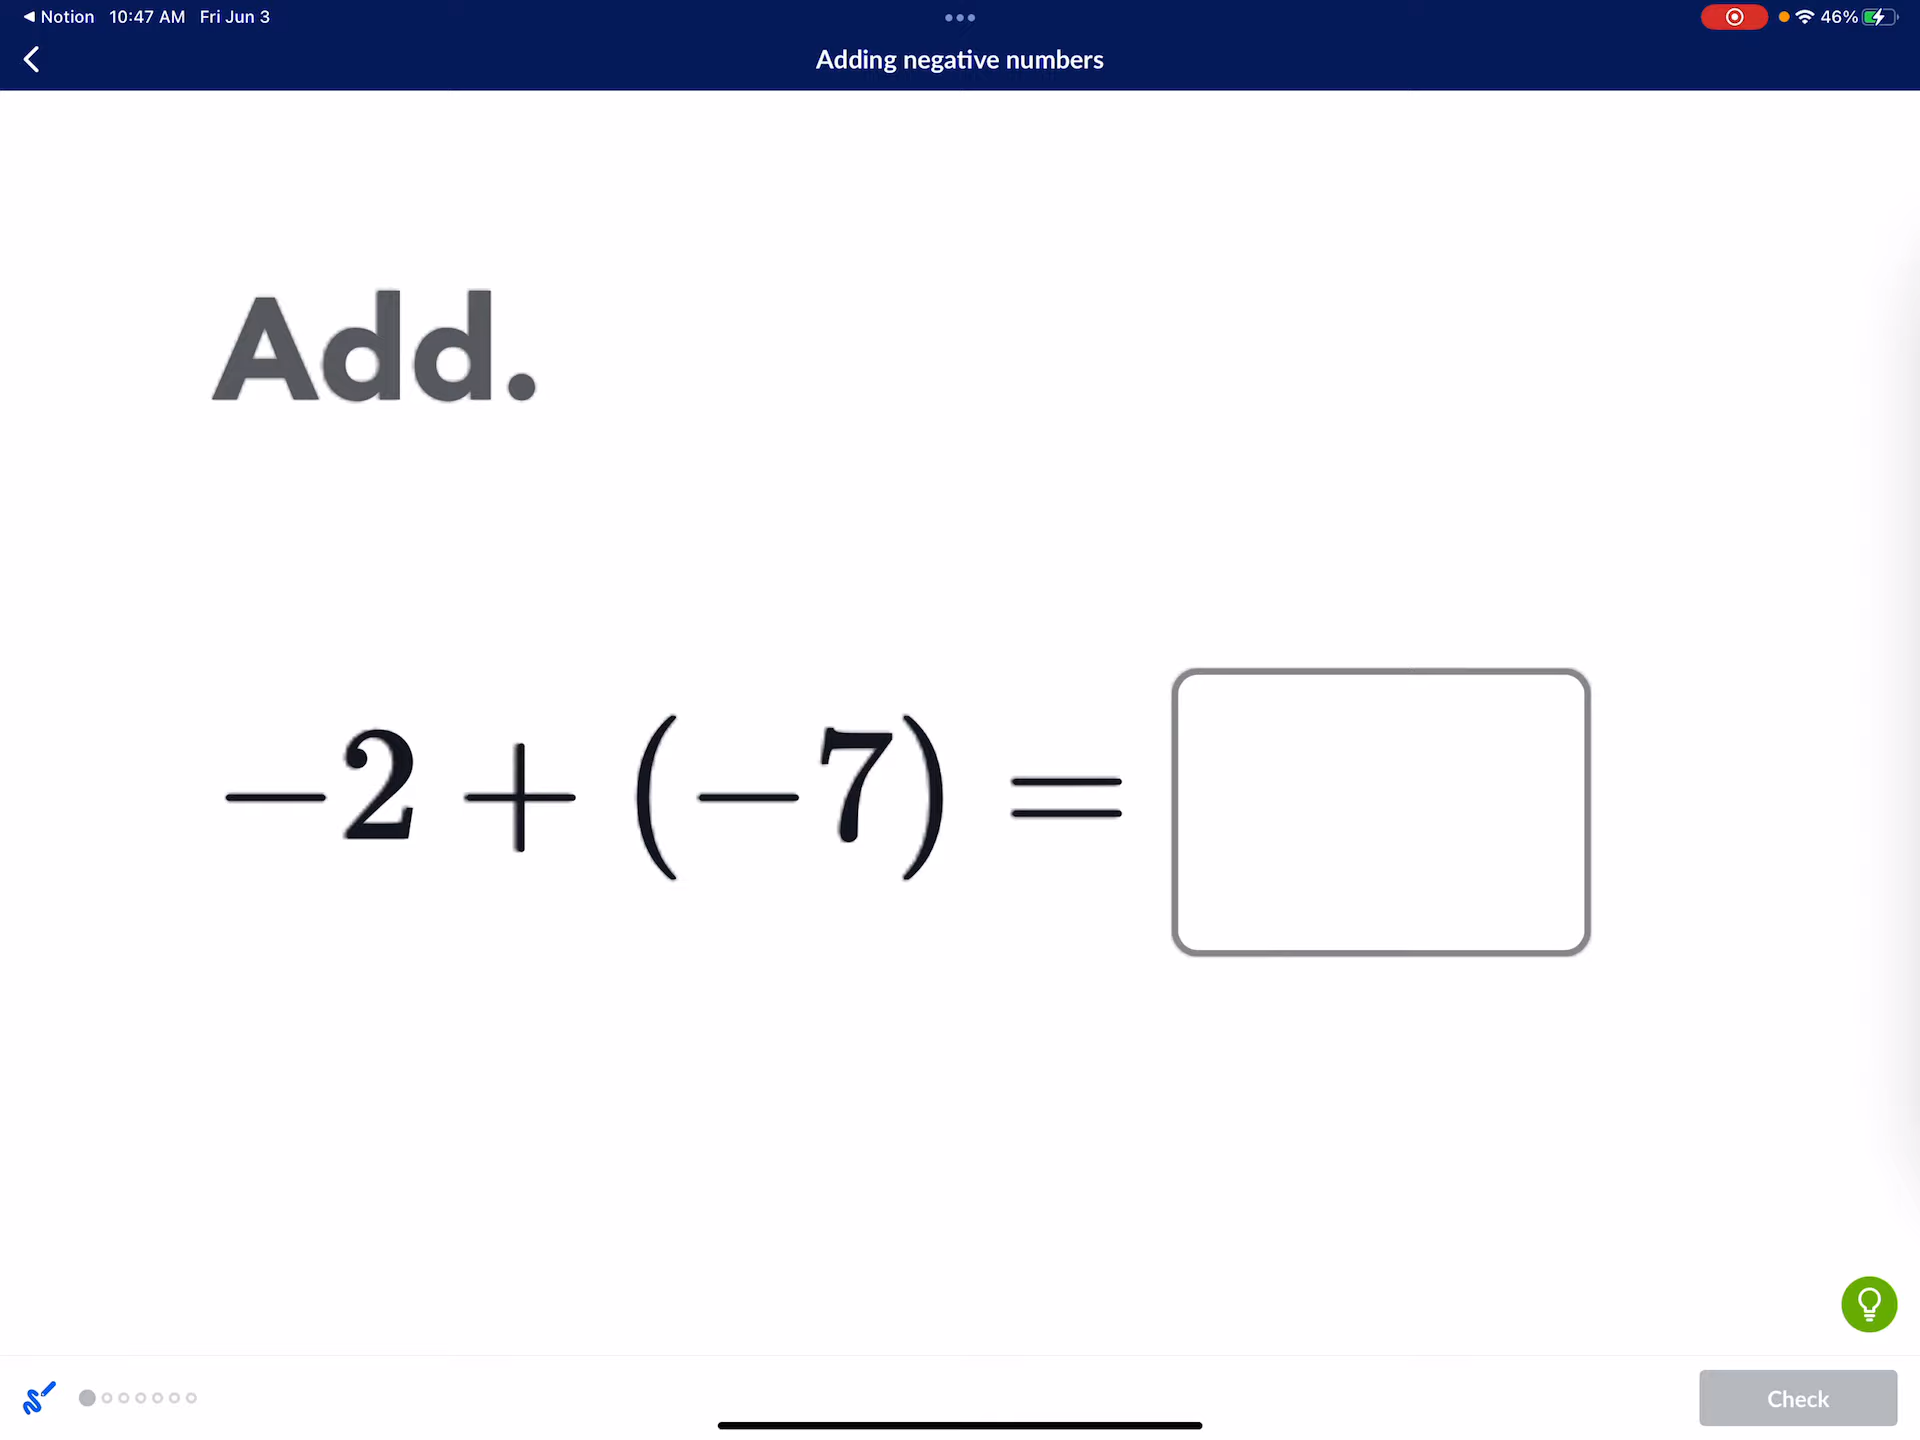 ◀ Notion 10:47 AM Fri Jun 3
46%
Adding negative numbers
Add.
−2 + (−7) =
Check